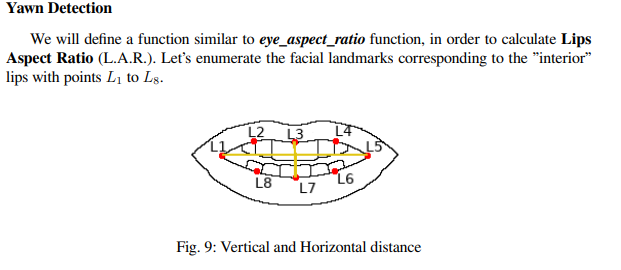 Yawn Detection
We will define a function similar to eye_aspect_ratio function, in order to calculate Lips
Aspect Ratio (L.A.R.). Let's enumerate the facial landmarks corresponding to the ”interior”
lips with points L1 to L8.
L2 L3 L4
L1 L5
L8 L7 L6
Fig. 9: Vertical and Horizontal distance